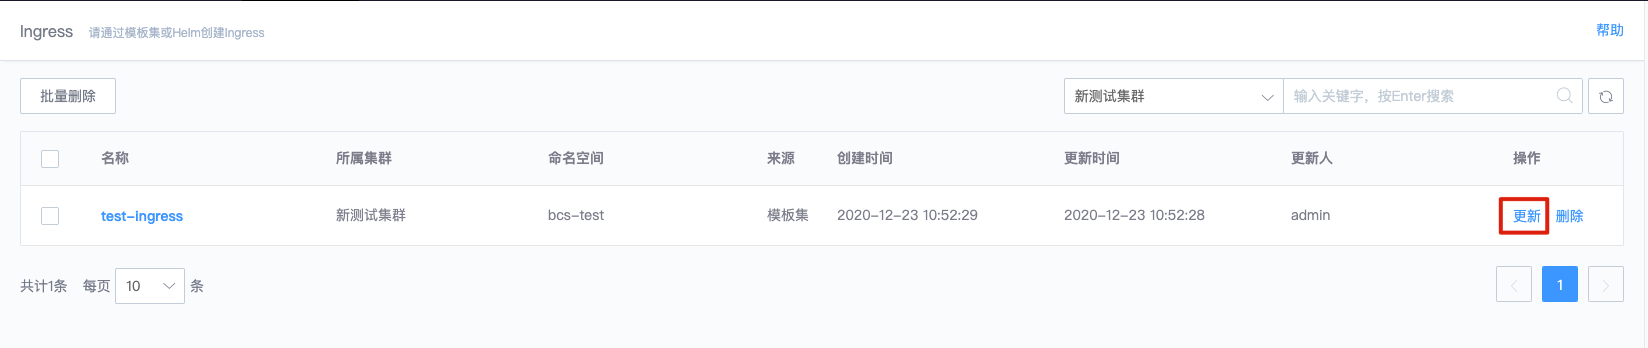 Ingress 请通过模板集或Helm创建Ingress 帮助
批量删除 新测试集群 输入关键字，按Enter搜索
名称 所属集群 命名空间 来源 创建时间 更新时间 更新人 操作
test-ingress 新测试集群 bcs-test 模板集 2020-12-23 10:52:29 2020-12-23 10:52:28 admin 更新 删除
共计1条 每页 10 条 1